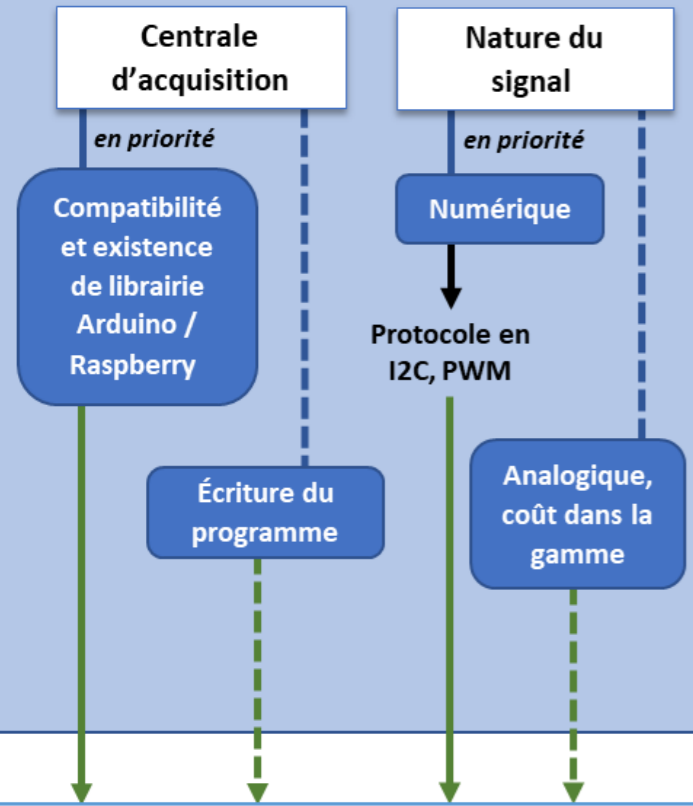 Centrale
d’acquisition
en priorité
Compatibilité
et existence
de librairie
Arduino /
Raspberry
Écriture du
programme
Nature du
signal
en priorité
Numérique
Protocole en
I2C, PWM
Analogique,
coût dans la
gamme